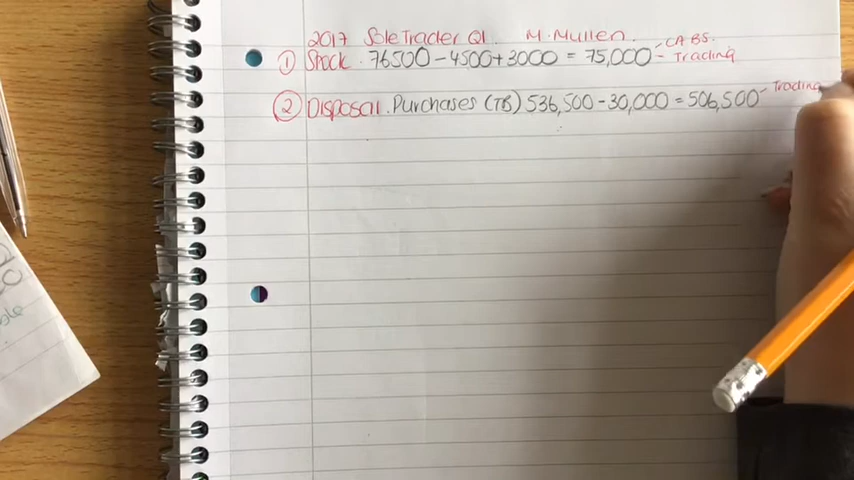 2017 Sole Trader Q1. M. Mullen.
① Stock. 76500 - 4500 + 3000 = 75,000 - CA BS.
- Trading
② Disposal. Purchases (TB) 536,500 - 30,000 = 506,500 - Trading